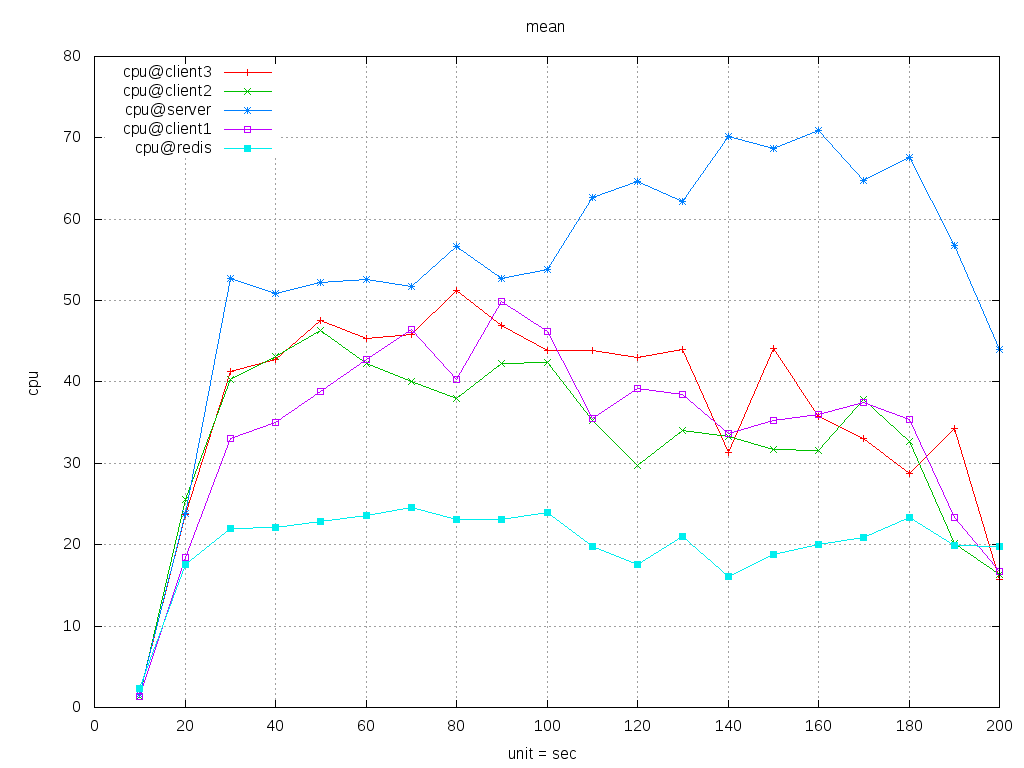 mean
80
70
60
50
40
30
20
10
0
cpu
cpu@client3
cpu@client2
cpu@server
cpu@client1
cpu@redis
0 20 40 60 80 100 120 140 160 180 200
unit = sec